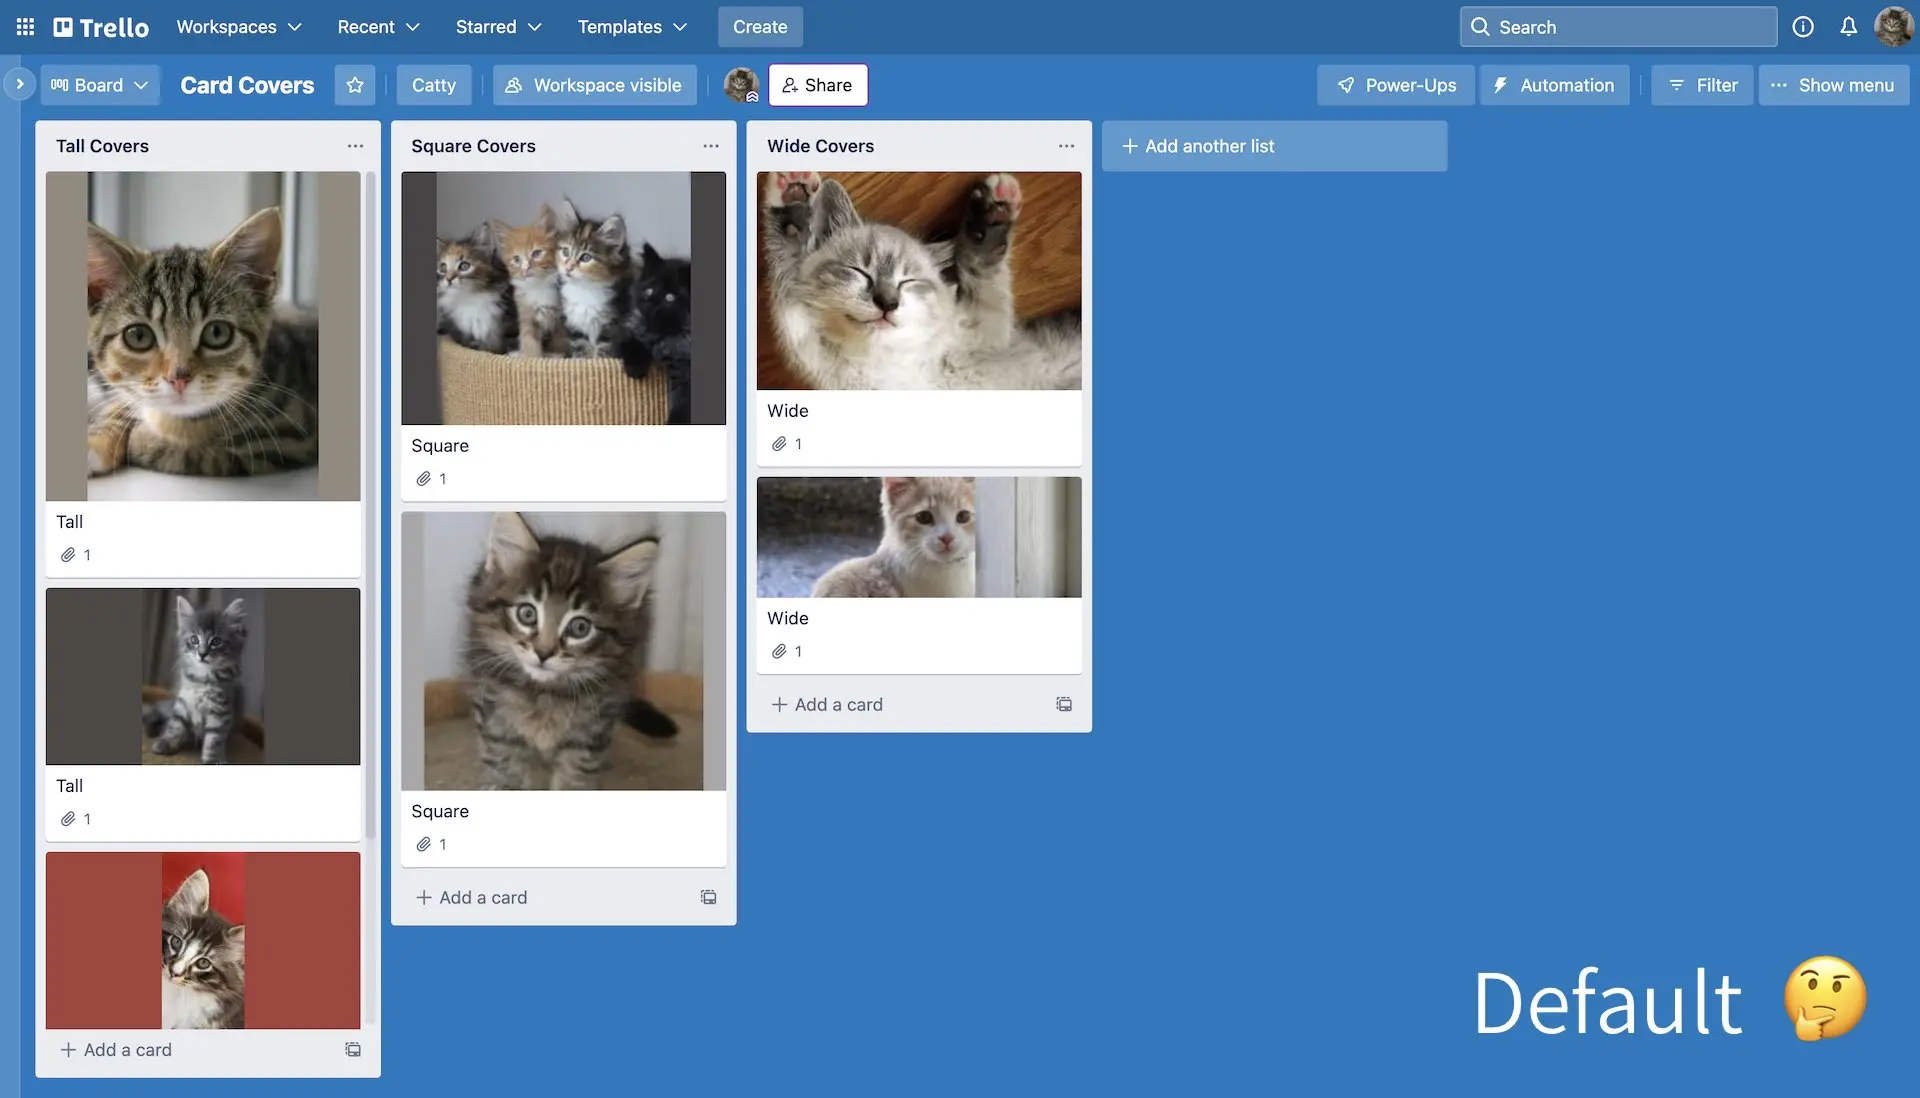 Trello Workspaces Recent Starred Templates Create Search
Board Card Covers Catty Workspace visible Share Power-Ups Automation Filter Show menu
Tall Covers
Tall
1
Tall
1
Add a card
Square Covers
Square
1
Square
1
Add a card
Wide Covers
Wide
1
Wide
1
Add a card
Add another list
Default 🤔